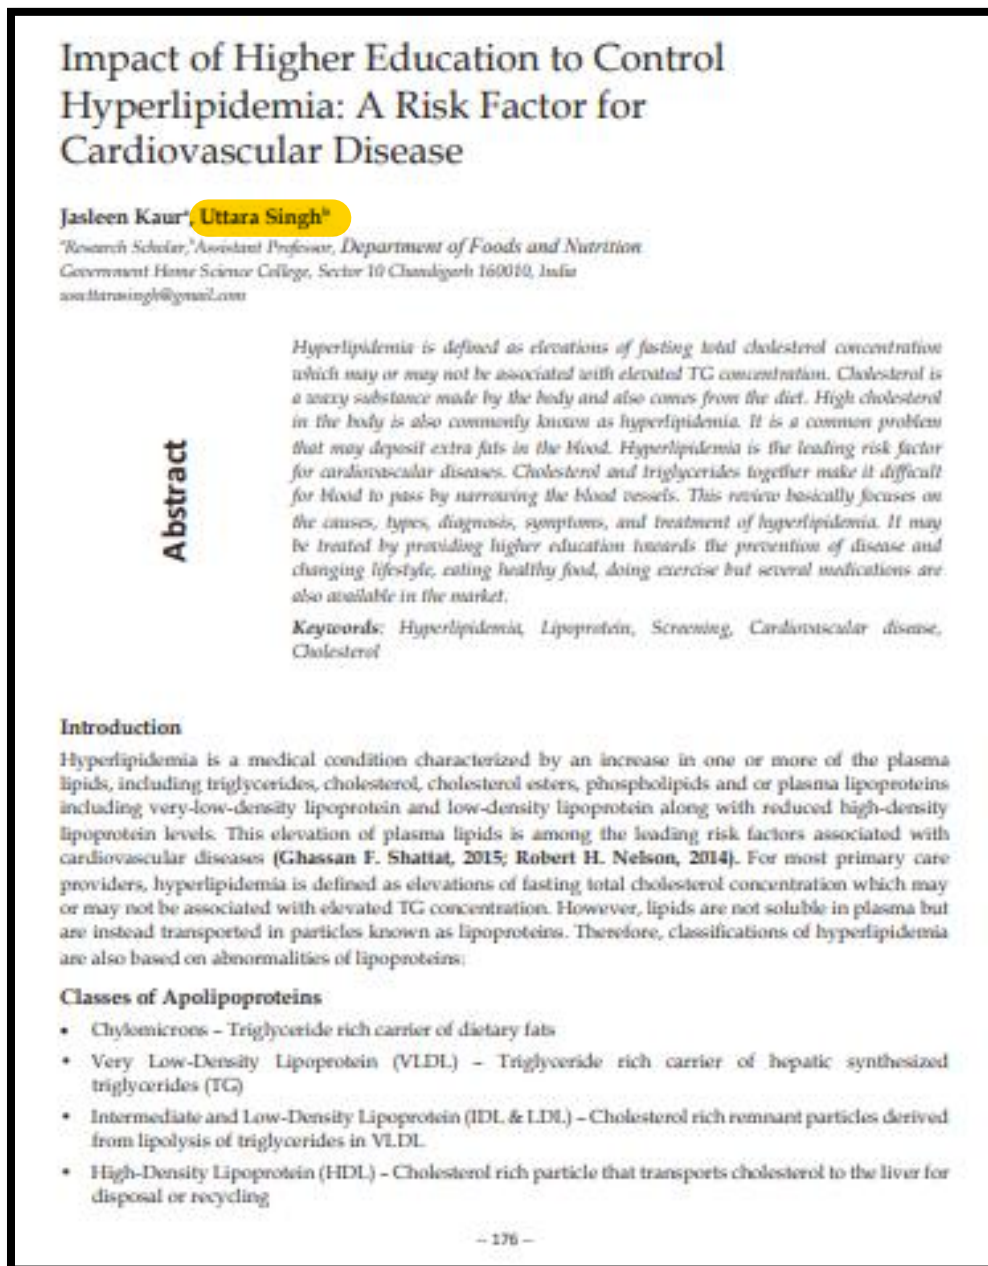 Impact of Higher Education to Control
Hyperlipidemia: A Risk Factor for
Cardiovascular Disease
Jasleen Kaurᵃ, Uttara Singhᵇ
ᵃResearch Scholar,ᵇAssistant Professor, Department of Foods and Nutrition
Government Home Science College, Sector 10 Chandigarh 160010, India
@gmail.com
Abstract
Hyperlipidemia is defined as elevations of fasting total cholesterol concentration
which may or may not be associated with elevated TG concentration. Cholesterol is
a waxy substance made by the body and also comes from the diet. High cholesterol
in the body is also commonly known as hyperlipidemia. It is a common problem
that may deposit extra fats in the blood. Hyperlipidemia is the leading risk factor
for cardiovascular diseases. Cholesterol and triglycerides together make it difficult
for blood to pass by narrowing the blood vessels. This review basically focuses on
the causes, types, diagnosis, symptoms, and treatment of hyperlipidemia. It may
be treated by providing higher education towards the prevention of disease and
changing lifestyle, eating healthy food, doing exercise but several medications are
also available in the market.
Keywords: Hyperlipidemia, Lipoprotein, Screening, Cardiovascular disease,
Cholesterol
Introduction
Hyperlipidemia is a medical condition characterized by an increase in one or more of the plasma
lipids, including triglycerides, cholesterol, cholesterol esters, phospholipids and or plasma lipoproteins
including very-low-density lipoprotein and low-density lipoprotein along with reduced high-density
lipoprotein levels. This elevation of plasma lipids is among the leading risk factors associated with
cardiovascular diseases (Ghassan F. Shattat, 2015; Robert H. Nelson, 2014). For most primary care
providers, hyperlipidemia is defined as elevations of fasting total cholesterol concentration which may
or may not be associated with elevated TG concentration. However, lipids are not soluble in plasma but
are instead transported in particles known as lipoproteins. Therefore, classifications of hyperlipidemia
are also based on abnormalities of lipoproteins:
Classes of Apolipoproteins
• Chylomicrons – Triglyceride rich carrier of dietary fats
• Very Low-Density Lipoprotein (VLDL) – Triglyceride rich carrier of hepatic synthesized
triglycerides (TG)
• Intermediate and Low-Density Lipoprotein (IDL & LDL) – Cholesterol rich remnant particles derived
from lipolysis of triglycerides in VLDL
• High-Density Lipoprotein (HDL) – Cholesterol rich particle that transports cholesterol to the liver for
disposal or recycling
-- 176 --